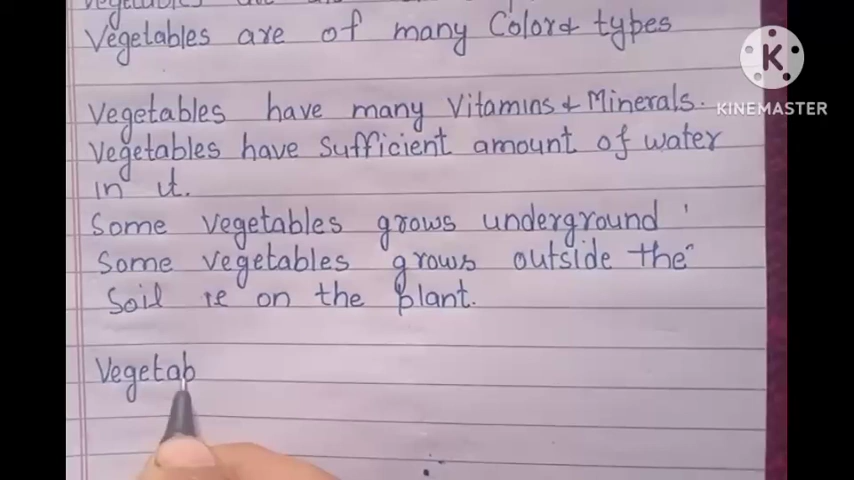 Vegetables are of many Color & types
Vegetables have many Vitamins & Minerals.
Vegetables have Sufficient amount of water
in it.
Some vegetables grows underground
Some vegetables grows outside the
Soil ie on the plant.
Vegetab
K
KINEMASTER